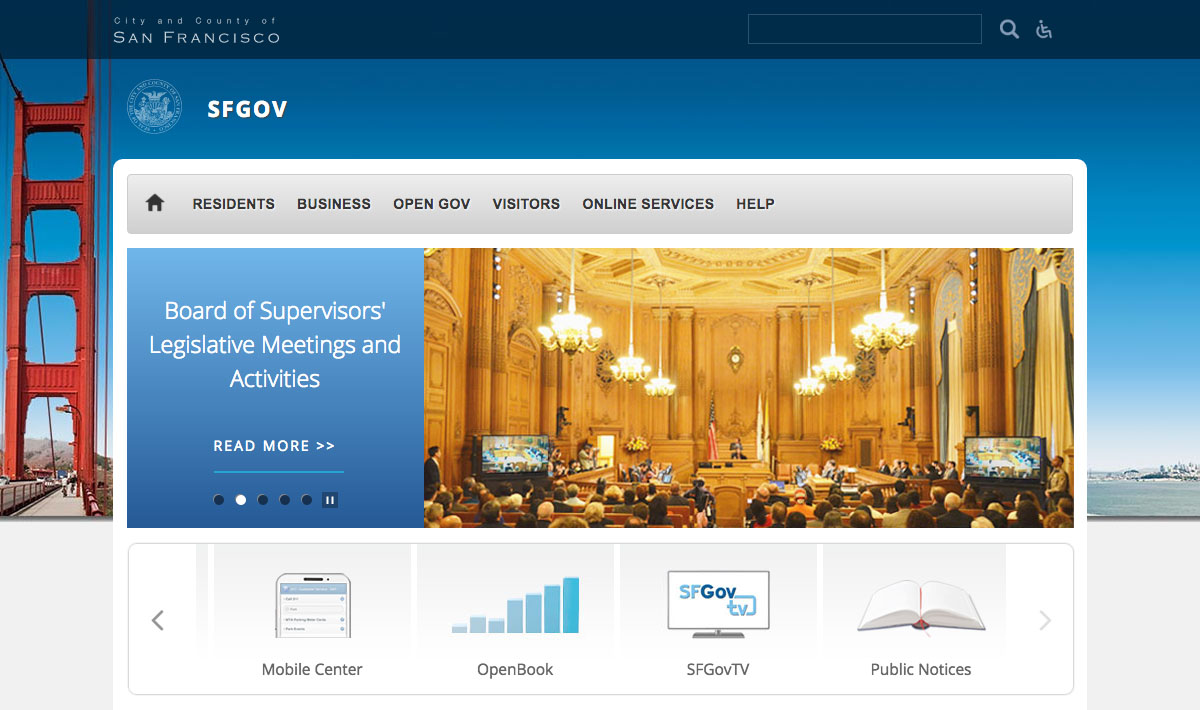 City and County of
SAN FRANCISCO
SFGOV
RESIDENTS BUSINESS OPEN GOV VISITORS ONLINE SERVICES HELP
Board of Supervisors'
Legislative Meetings and
Activities
READ MORE >>
SFGov
tv
Mobile Center OpenBook SFGovTV Public Notices